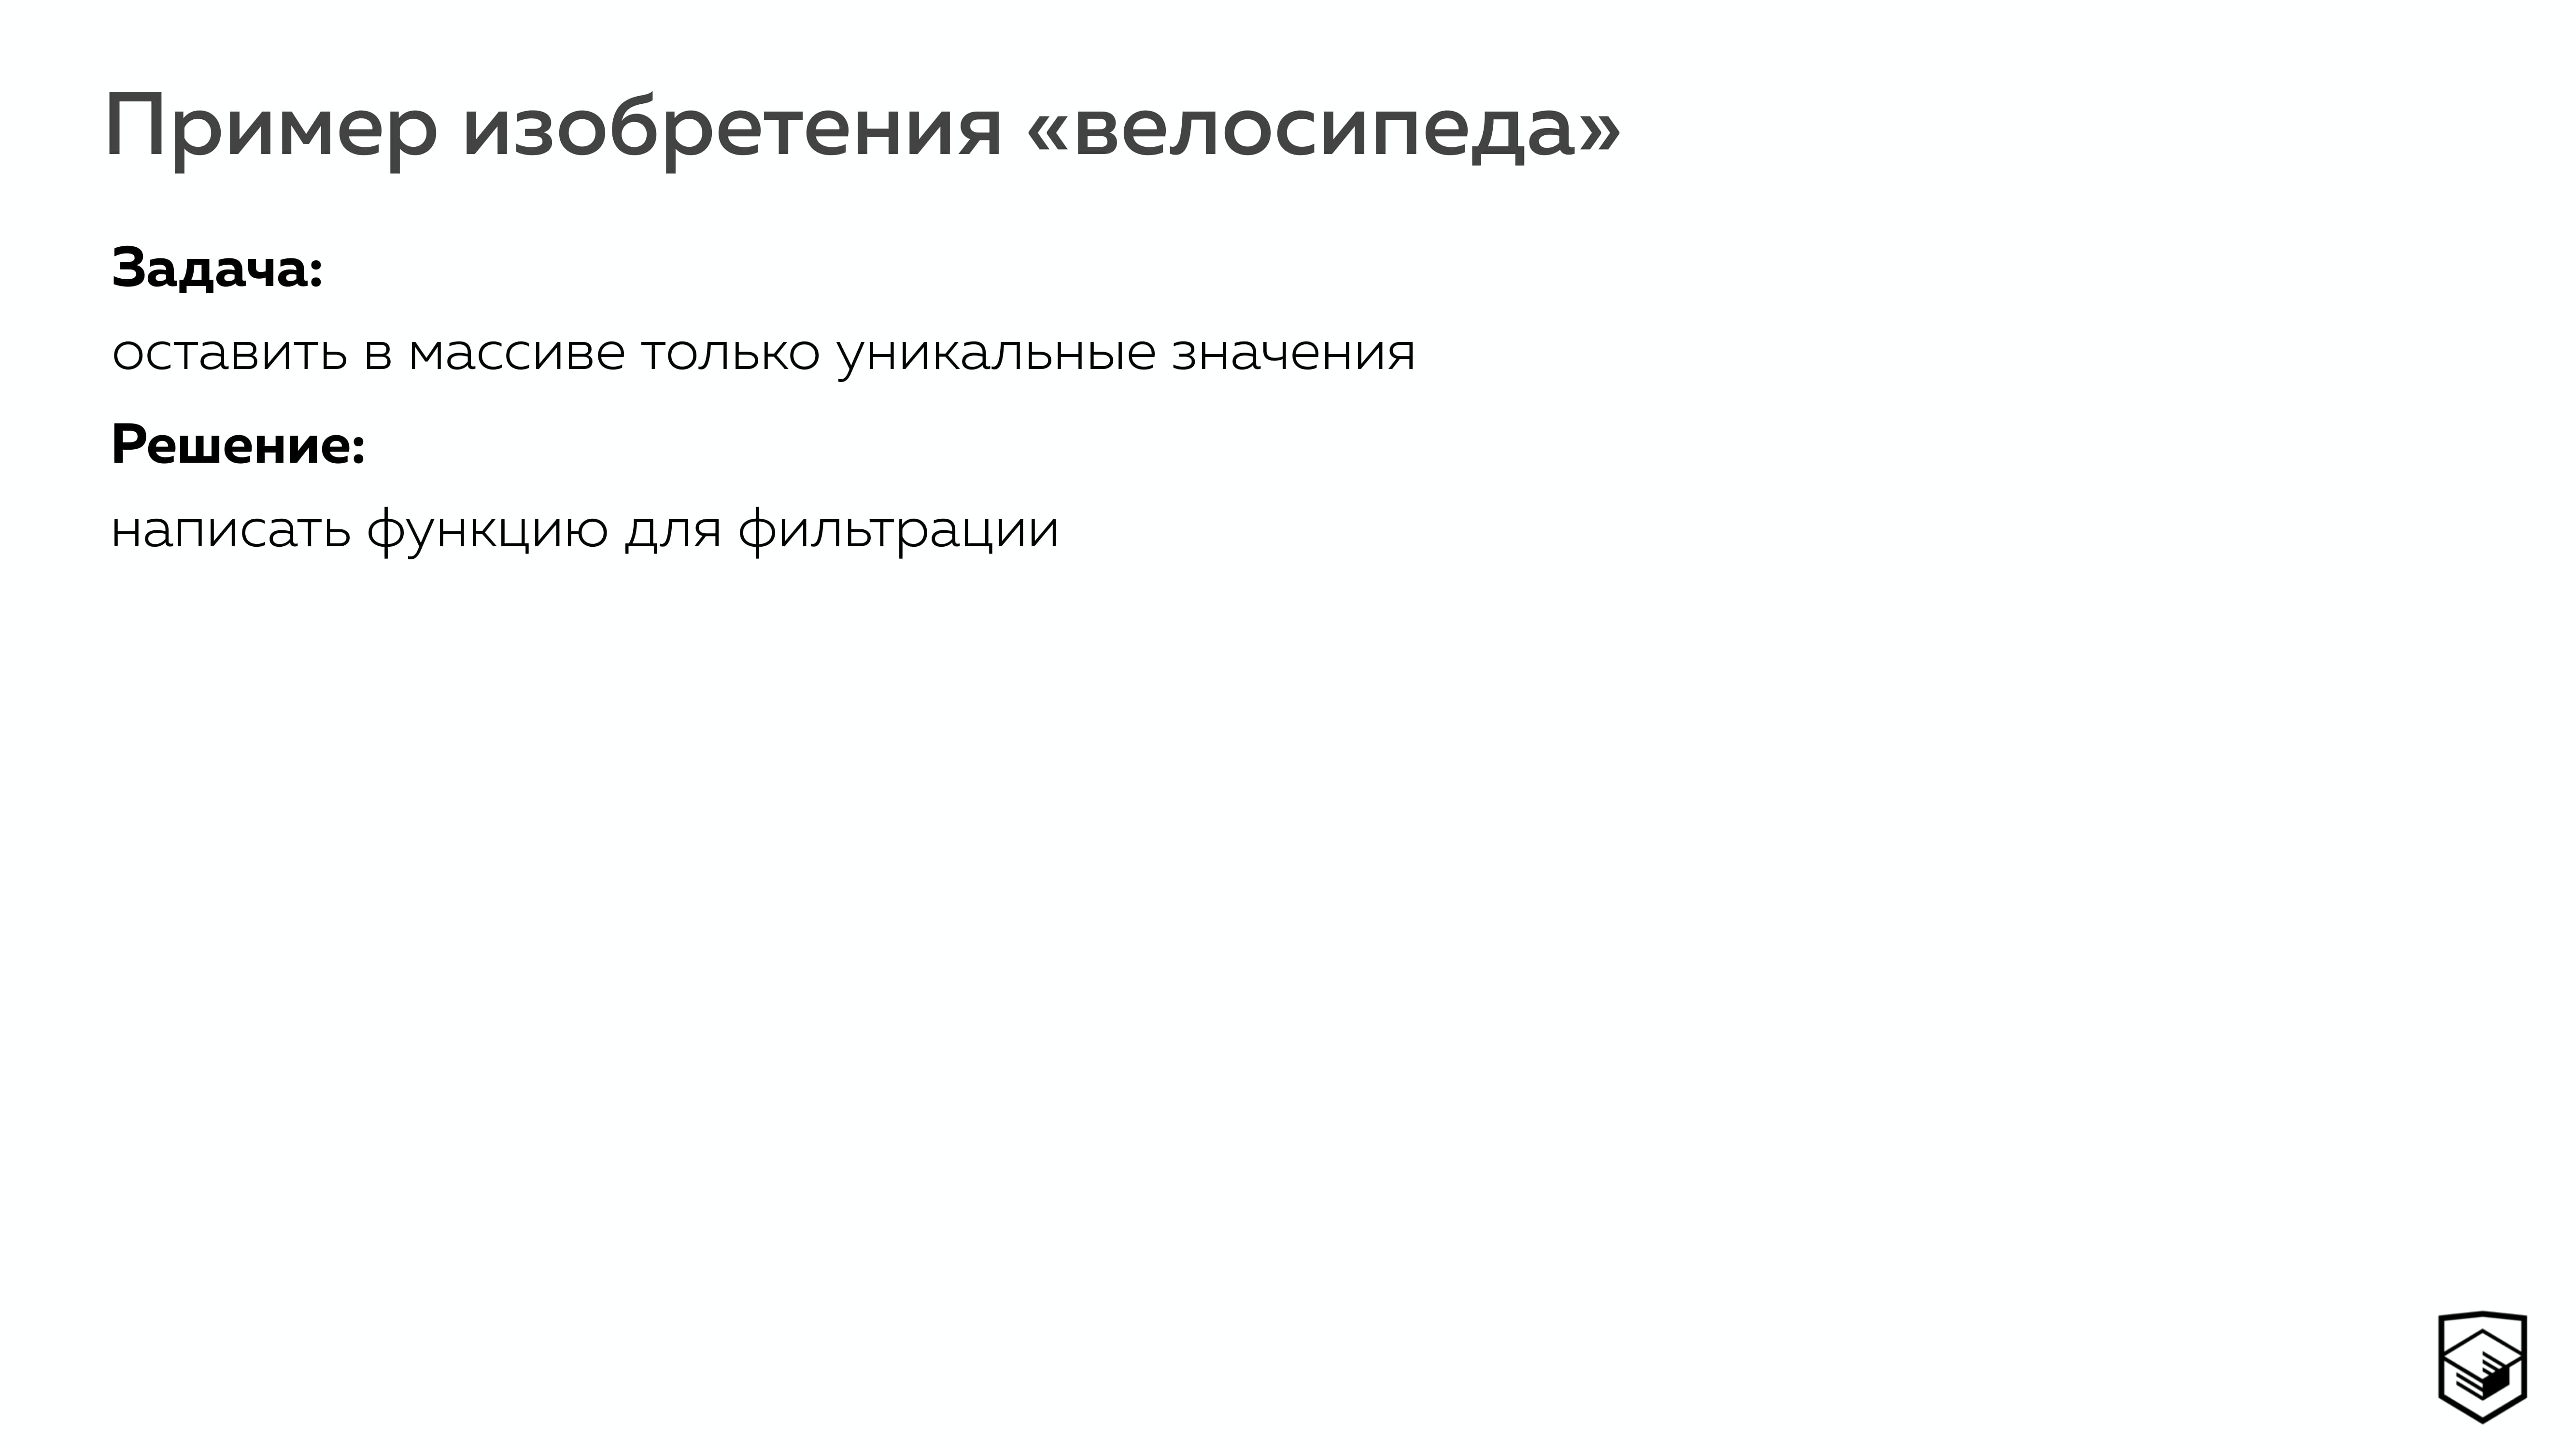 Пример изобретения «велосипеда»
Задача:
оставить в массиве только уникальные значения
Решение:
написать функцию для фильтрации